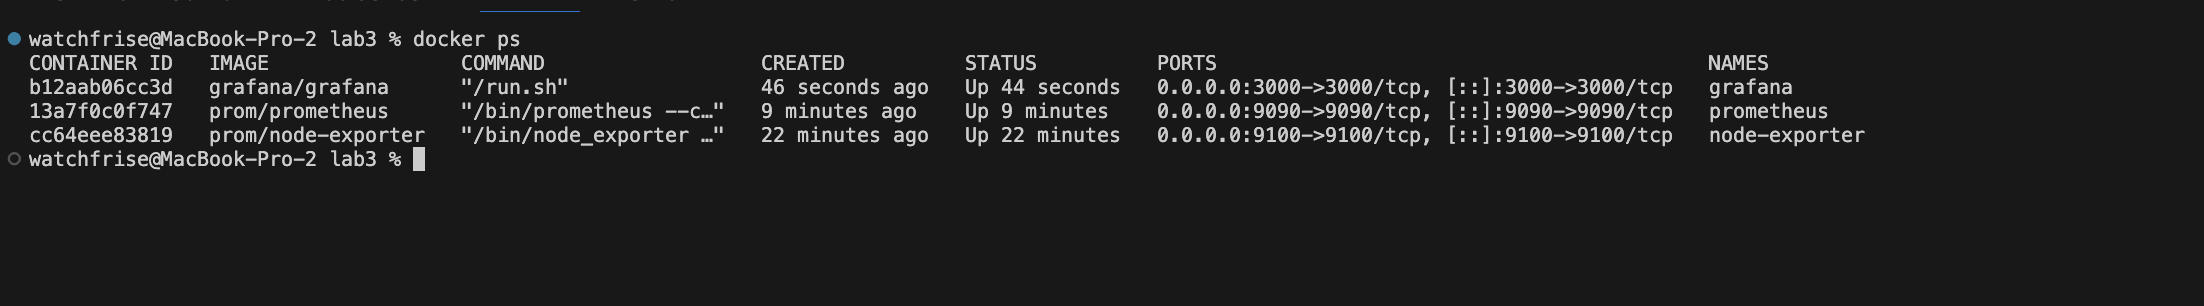 watchfrise@MacBook-Pro-2 lab3 % docker ps
CONTAINER ID   IMAGE                COMMAND                  CREATED          STATUS          PORTS                                         NAMES
b12aab06cc3d   grafana/grafana      "/run.sh"                46 seconds ago   Up 44 seconds   0.0.0.0:3000->3000/tcp, [::]:3000->3000/tcp   grafana
13a7f0c0f747   prom/prometheus      "/bin/prometheus --c…"   9 minutes ago    Up 9 minutes    0.0.0.0:9090->9090/tcp, [::]:9090->9090/tcp   prometheus
cc64eee83819   prom/node-exporter   "/bin/node_exporter …"   22 minutes ago   Up 22 minutes   0.0.0.0:9100->9100/tcp, [::]:9100->9100/tcp   node-exporter
watchfrise@MacBook-Pro-2 lab3 %